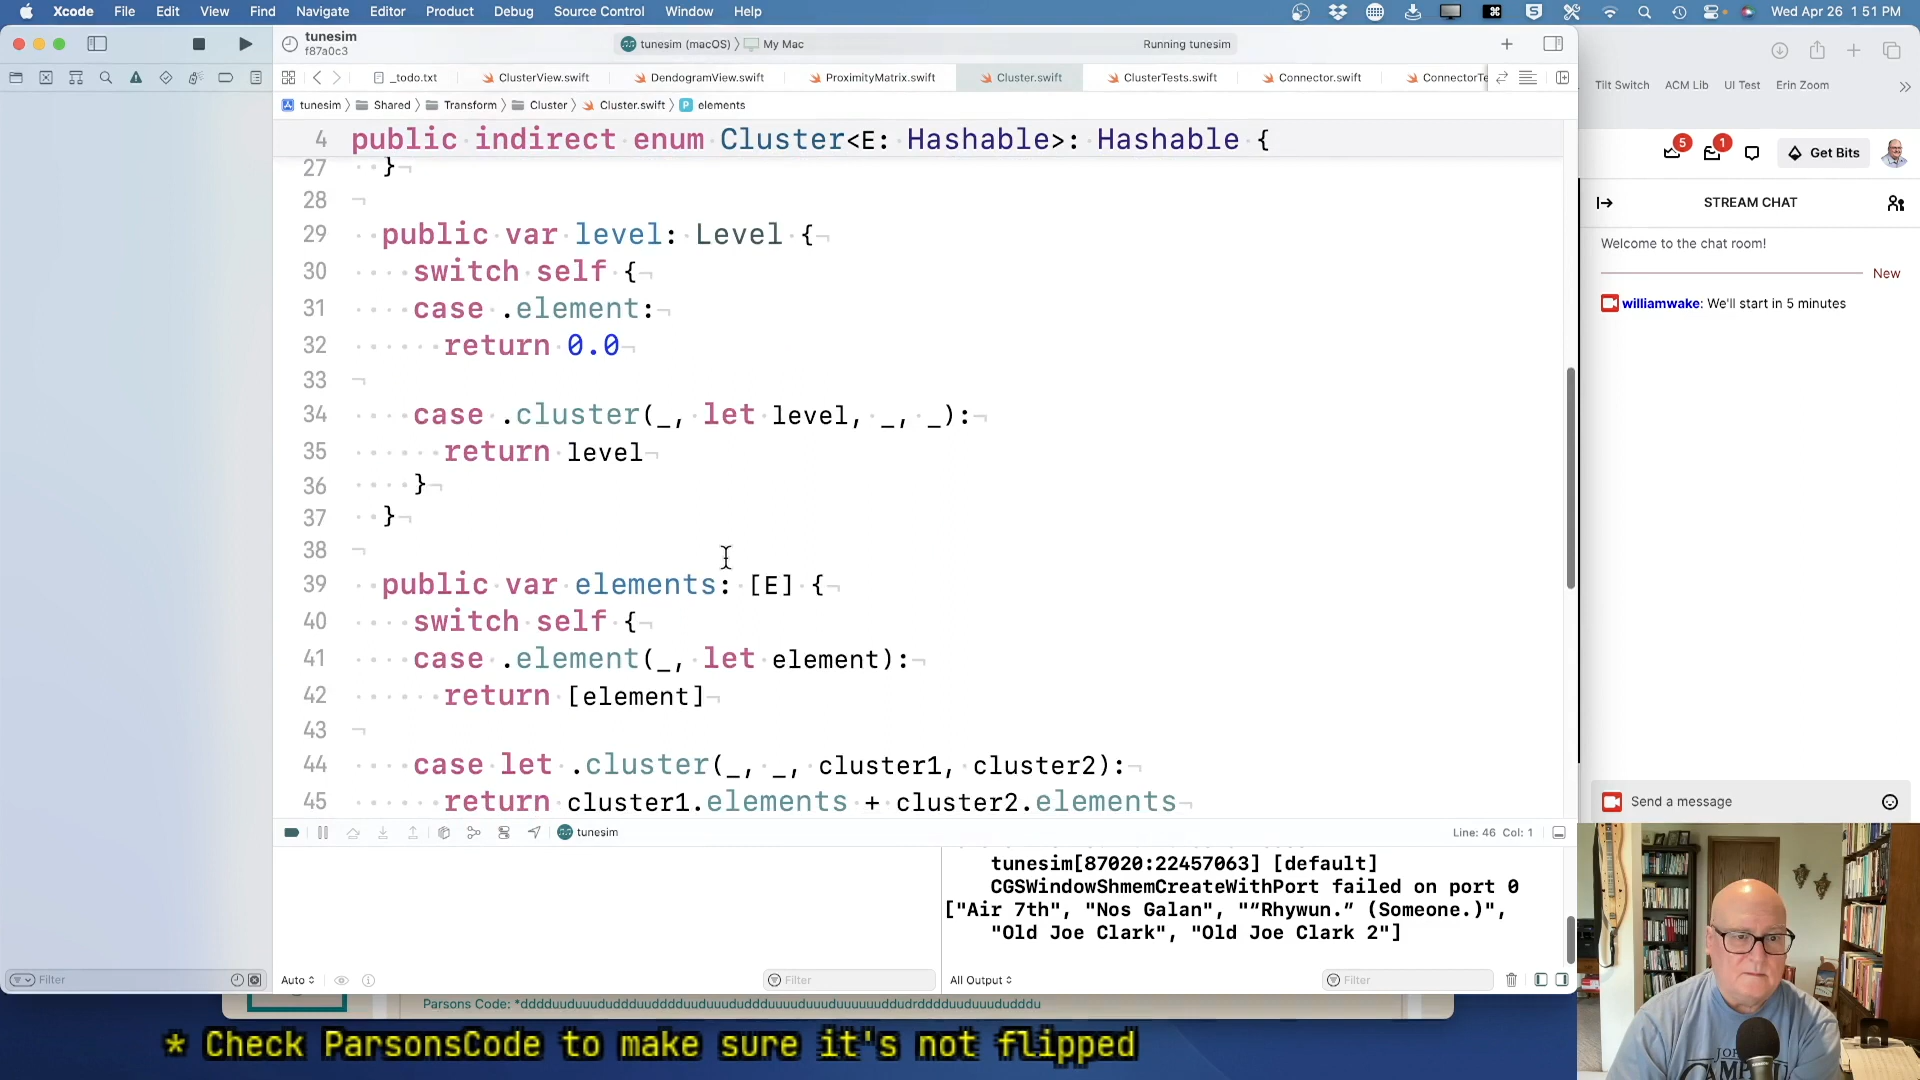 Xcode File Edit View Find Navigate Editor Product Debug Source Control Window Help Wed Apr 26 1 51 PM
tunesim
f87a0c3
tunesim (macOS) 〉 My Mac Running tunesim
_todo.txt ClusterView.swift DendogramView.swift ProximityMatrix.swift Cluster.swift ClusterTests.swift Connector.swift ConnectorTe
tunesim 〉 Shared 〉 Transform 〉 Cluster 〉 Cluster.swift 〉 P elements
4 public indirect enum Cluster<E: Hashable>: Hashable {
27 }
28
29 public var level: Level {
30 switch self {
31 case .element:
32 return 0.0
33
34 case .cluster(_, let level, _, _):
35 return level
36 }
37 }
38
39 public var elements: [E] {
40 switch self {
41 case .element(_, let element):
42 return [element]
43
44 case let .cluster(_, _, cluster1, cluster2):
45 return cluster1.elements + cluster2.elements
tunesim Line: 46 Col: 1
tunesim[87020:22457063] [default]
CGSWindowShmemCreateWithPort failed on port 0
["Air 7th", "Nos Galan", "“Rhywun.” (Someone.)",
"Old Joe Clark", "Old Joe Clark 2"]
Filter Auto Filter All Output Filter
Parsons Code: *
* Check ParsonsCode to make sure it's not flipped
Tilt Switch ACM Lib UI Test Erin Zoom
5 1 Get Bits
STREAM CHAT
Welcome to the chat room!
New
williamwake: We'll start in 5 minutes
Send a message